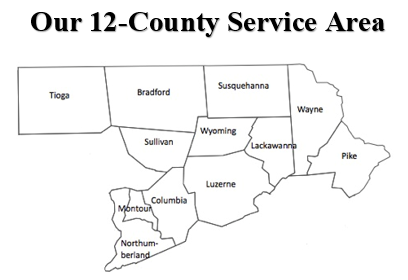 Our 12-County Service Area
Tioga
Bradford
Susquehanna
Wayne
Sullivan
Wyoming
Lackawanna
Pike
Luzerne
Montour
Columbia
Northum-
berland